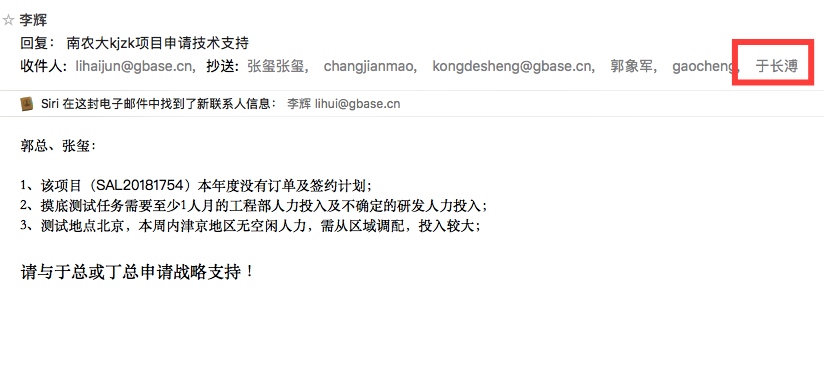 ☆ 李辉
回复： 南农大kjzk项目申请技术支持
收件人: lihaijun@gbase.cn, 抄送: 张玺张玺, changjianmao, kongdesheng@gbase.cn, 郭象军, gaocheng, 于长溥
Siri 在这封电子邮件中找到了新联系人信息： 李辉 lihui@gbase.cn
郭总、张玺：
1、该项目（SAL20181754）本年度没有订单及签约计划；
2、摸底测试任务需要至少1人月的工程部人力投入及不确定的研发人力投入；
3、测试地点北京，本周内津京地区无空闲人力，需从区域调配，投入较大；
请与于总或丁总申请战略支持！